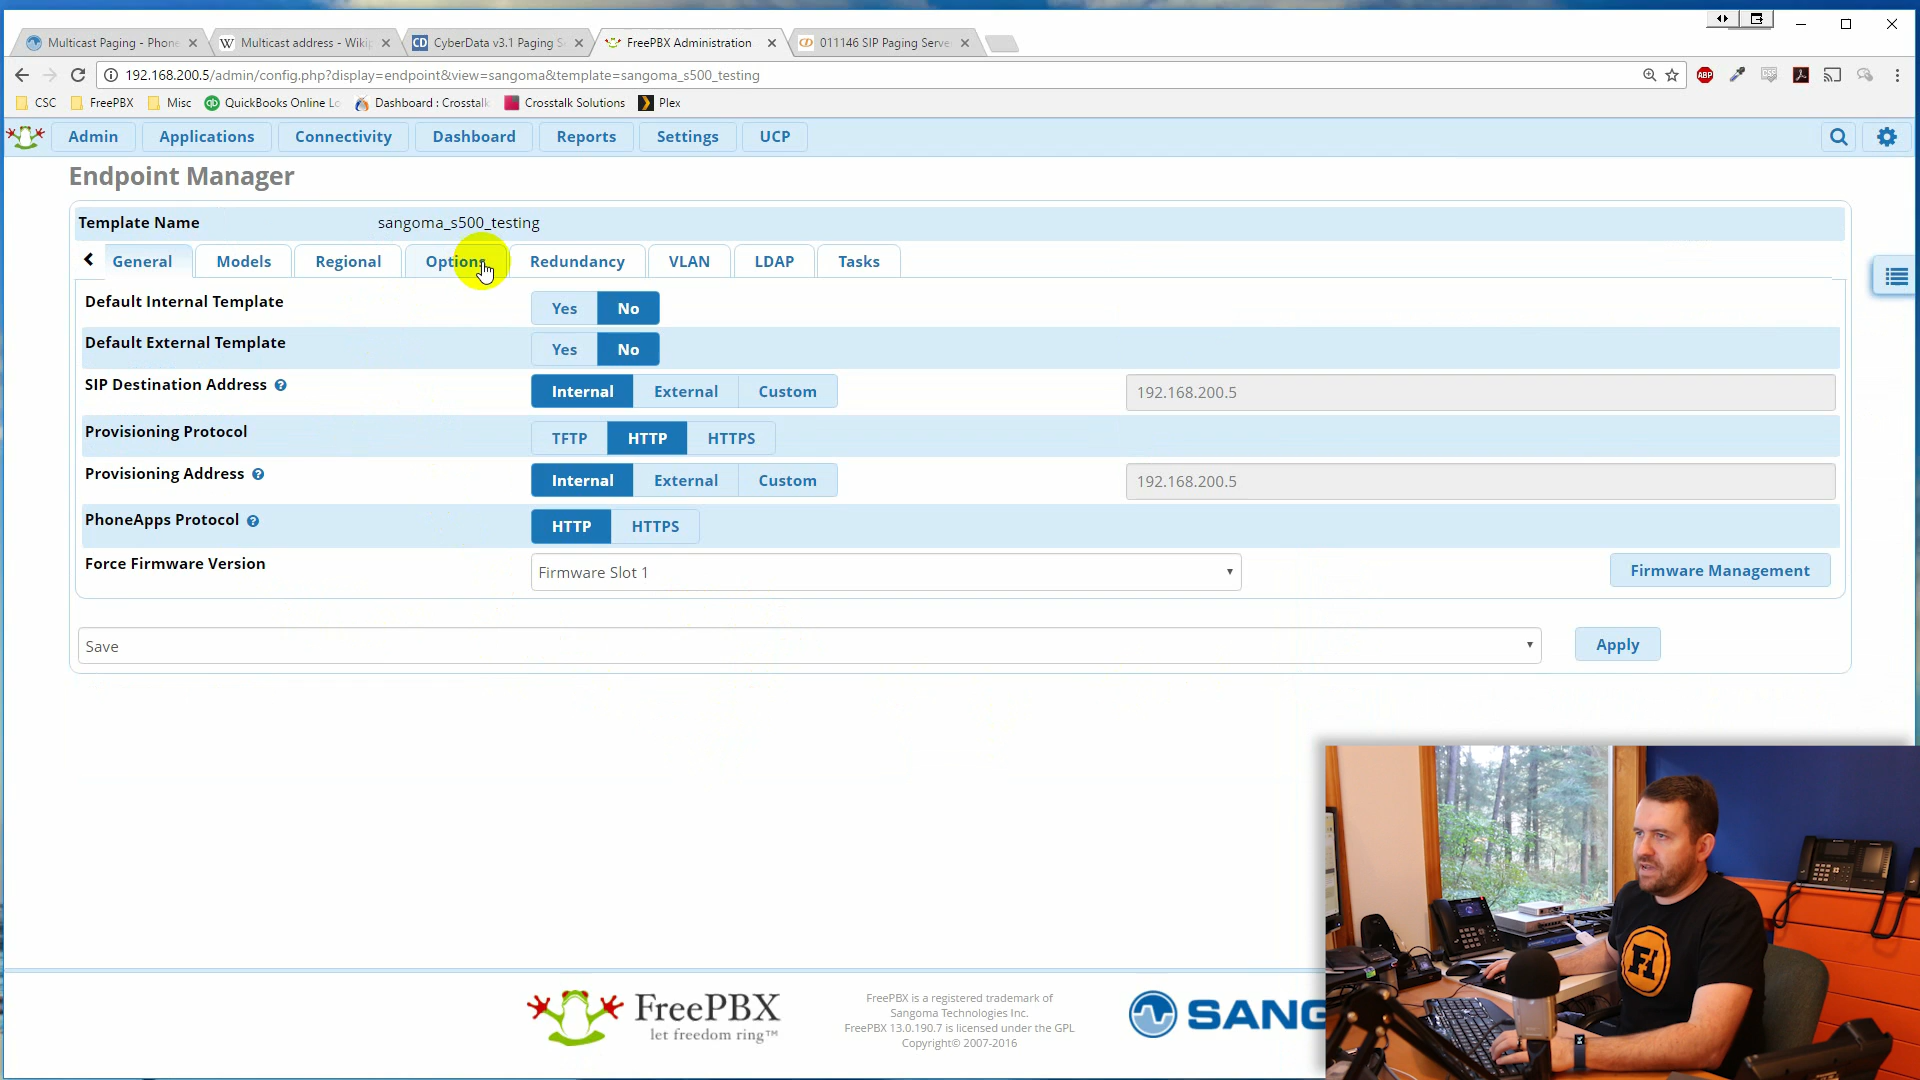 Multicast Paging - Phone
Multicast address - Wikip
CyberData v3.1 Paging S
FreePBX Administration
011146 SIP Paging Serve
192.168.200.5/admin/config.php?display=endpoint&view=sangoma&template=sangoma_s500_testing
ABP
CSC
FreePBX
Misc
QuickBooks Online Lo
Dashboard : Crosstalk
Crosstalk Solutions
Plex
Admin
Applications
Connectivity
Dashboard
Reports
Settings
UCP
Endpoint Manager
Template Name
sangoma_s500_testing
General
Models
Regional
Options
Redundancy
VLAN
LDAP
Tasks
Default Internal Template
Yes
No
Default External Template
Yes
No
SIP Destination Address
Internal
External
Custom
192.168.200.5
Provisioning Protocol
TFTP
HTTP
HTTPS
Provisioning Address
Internal
External
Custom
192.168.200.5
PhoneApps Protocol
HTTP
HTTPS
Force Firmware Version
Firmware Slot 1
Firmware Management
Save
Apply
FreePBX
let freedom ring™
FreePBX is a registered trademark of
Sangoma Technologies Inc.
FreePBX 13.0.190.7 is licensed under the GPL
Copyright© 2007-2016
SANG